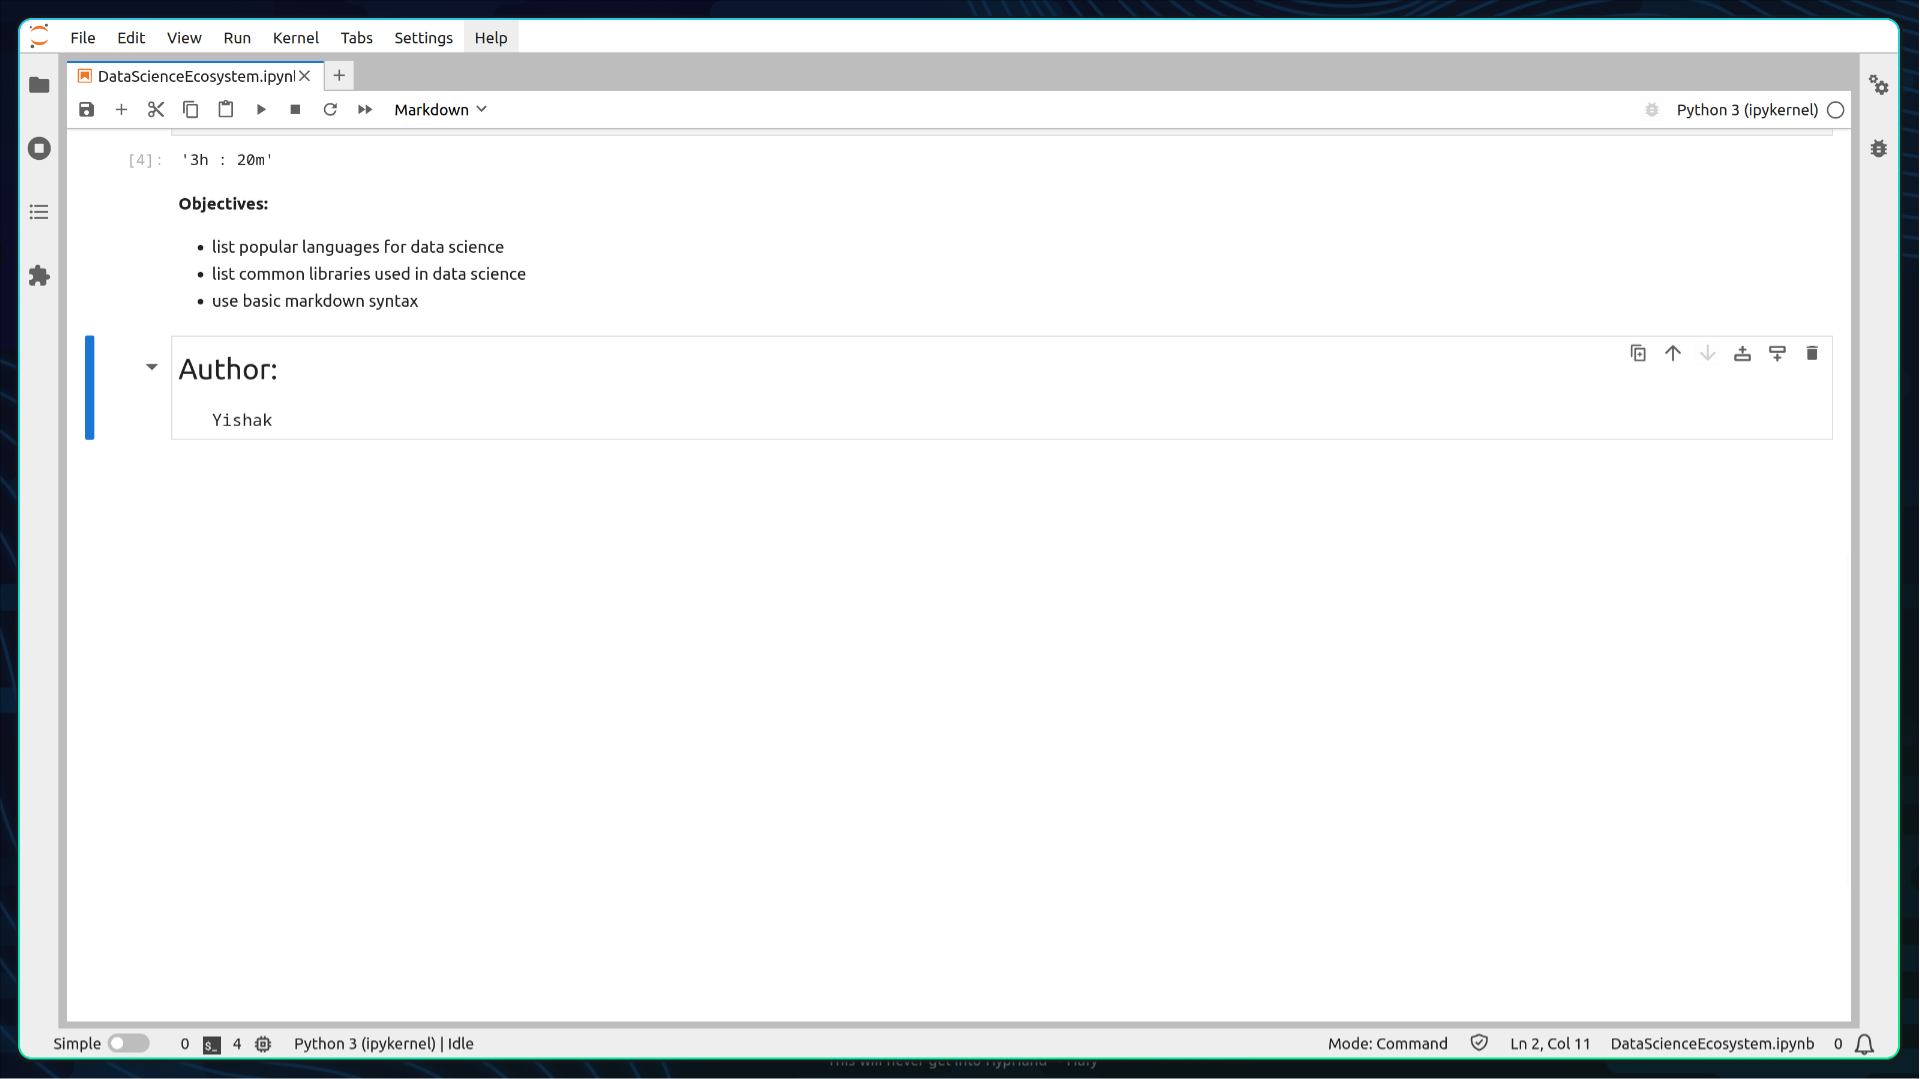 File Edit View Run Kernel Tabs Settings Help
DataScienceEcosystem.ipynl
Markdown
Python 3 (ipykernel)
[4]: '3h : 20m'
Objectives:
• list popular languages for data science
• list common libraries used in data science
• use basic markdown syntax
Author:
Yishak
Simple 0 $_ 4 Python 3 (ipykernel) | Idle Mode: Command Ln 2, Col 11 DataScienceEcosystem.ipynb 0